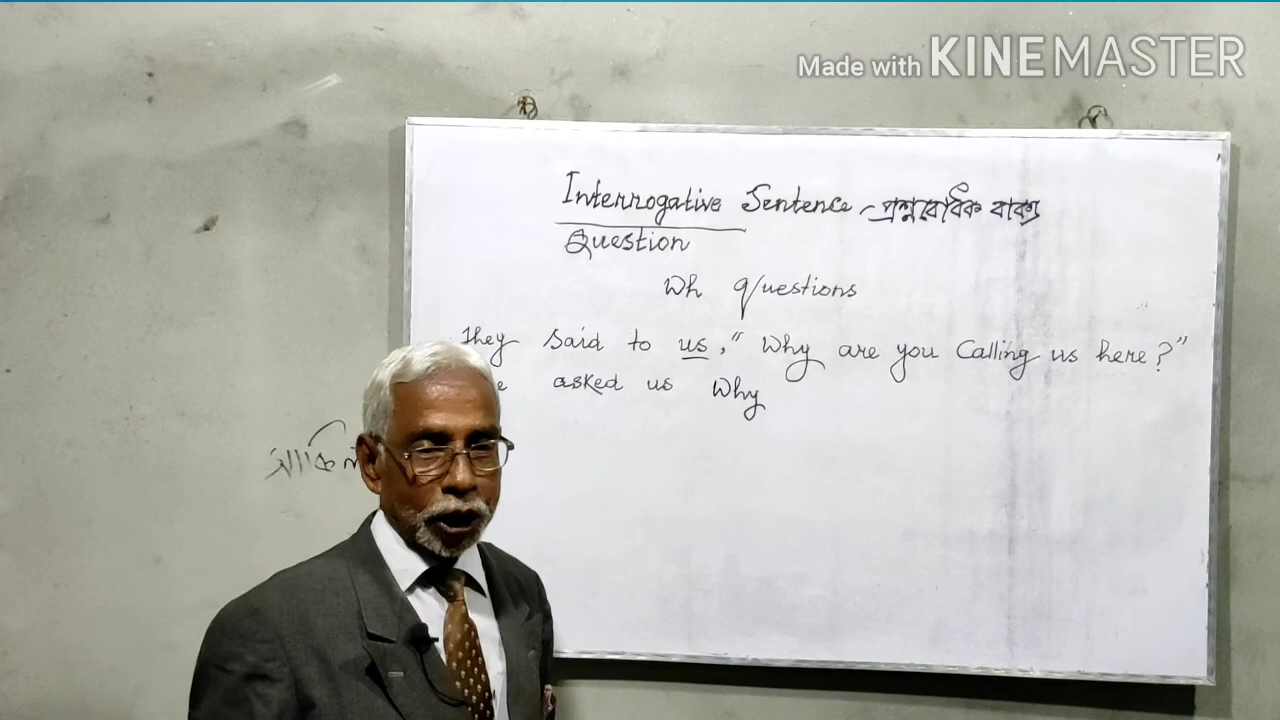 Made with KINEMASTER
Interrogative Sentence - প্রশ্নবোধক বাক্য
Question
Wh questions
They said to us, "Why are you Calling us here?"
asked us Why